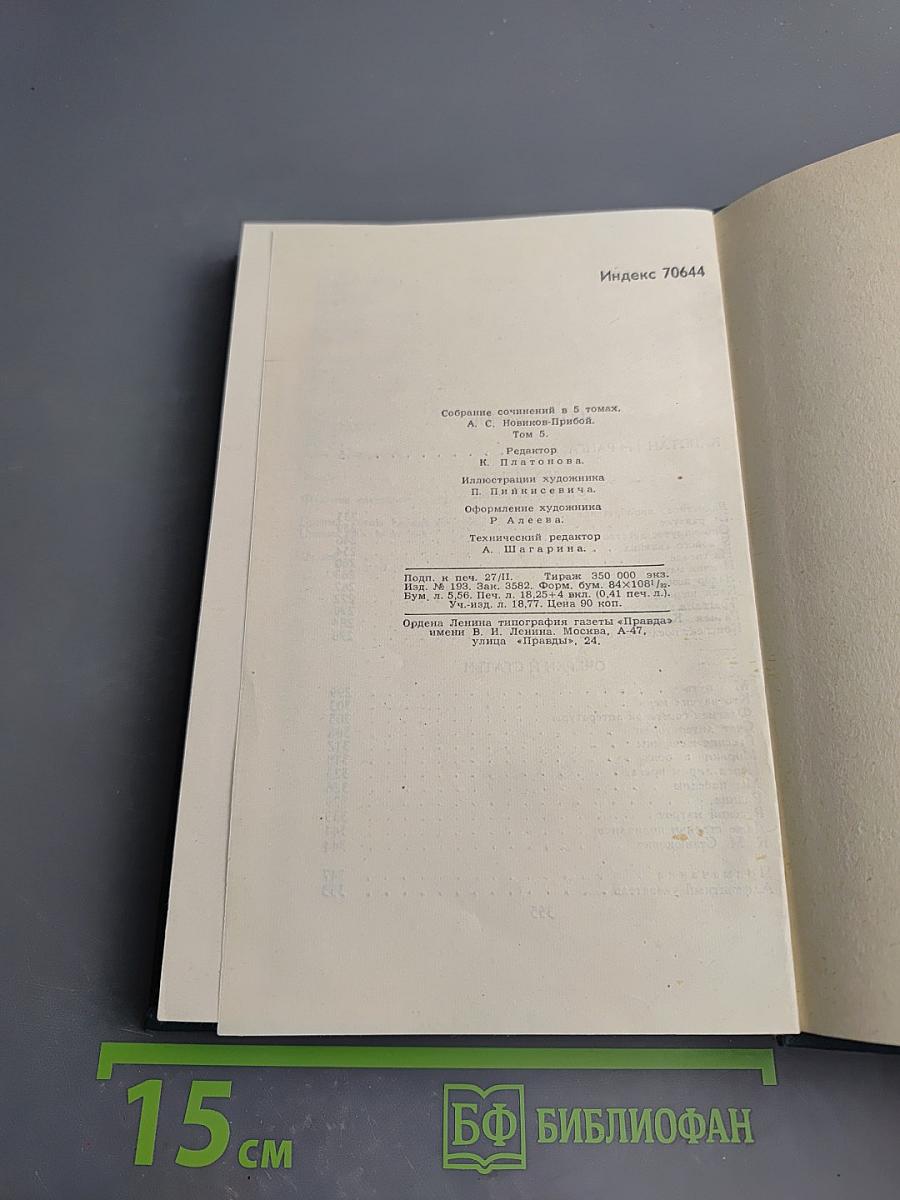 Индекс 70644
Собрание сочинений в 5 томах.
А. С. Новиков-Прибой.
Том 5.
Редактор
К. Платонова.
Иллюстрации художника
П. Пинкисевича.
Оформление художника
Р Алеева.
Технический редактор
А. Шагарина.
Подп. к печ. 27/II. Тираж 350 000 экз.
Изд. № 193. Зак. 3582. Форм. бум. 84×108¹/₃₂.
Бум. л. 5,56. Печ. л. 18,25+4 вкл. (0,41 печ. л.).
Уч.-изд. л. 18,77. Цена 90 коп.
Ордена Ленина типография газеты «Правда»
имени В. И. Ленина. Москва, А-47,
улица «Правды», 24.
15 см
БФ БИБЛИОФАН